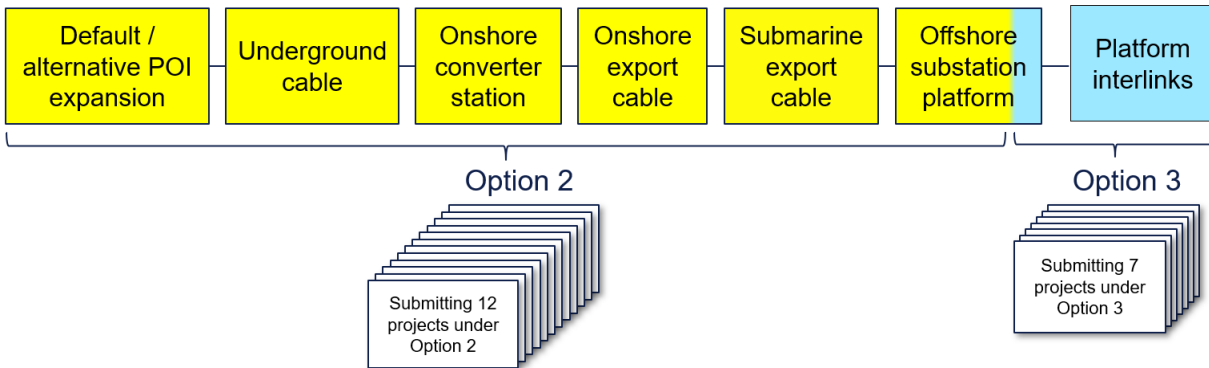 Default /
alternative POI
expansion
Underground
cable
Onshore
converter
station
Onshore
export
cable
Submarine
export
cable
Offshore
substation
platform
Platform
interlinks
Option 2
Option 3
Submitting 12
projects under
Option 2
Submitting 7
projects under
Option 3